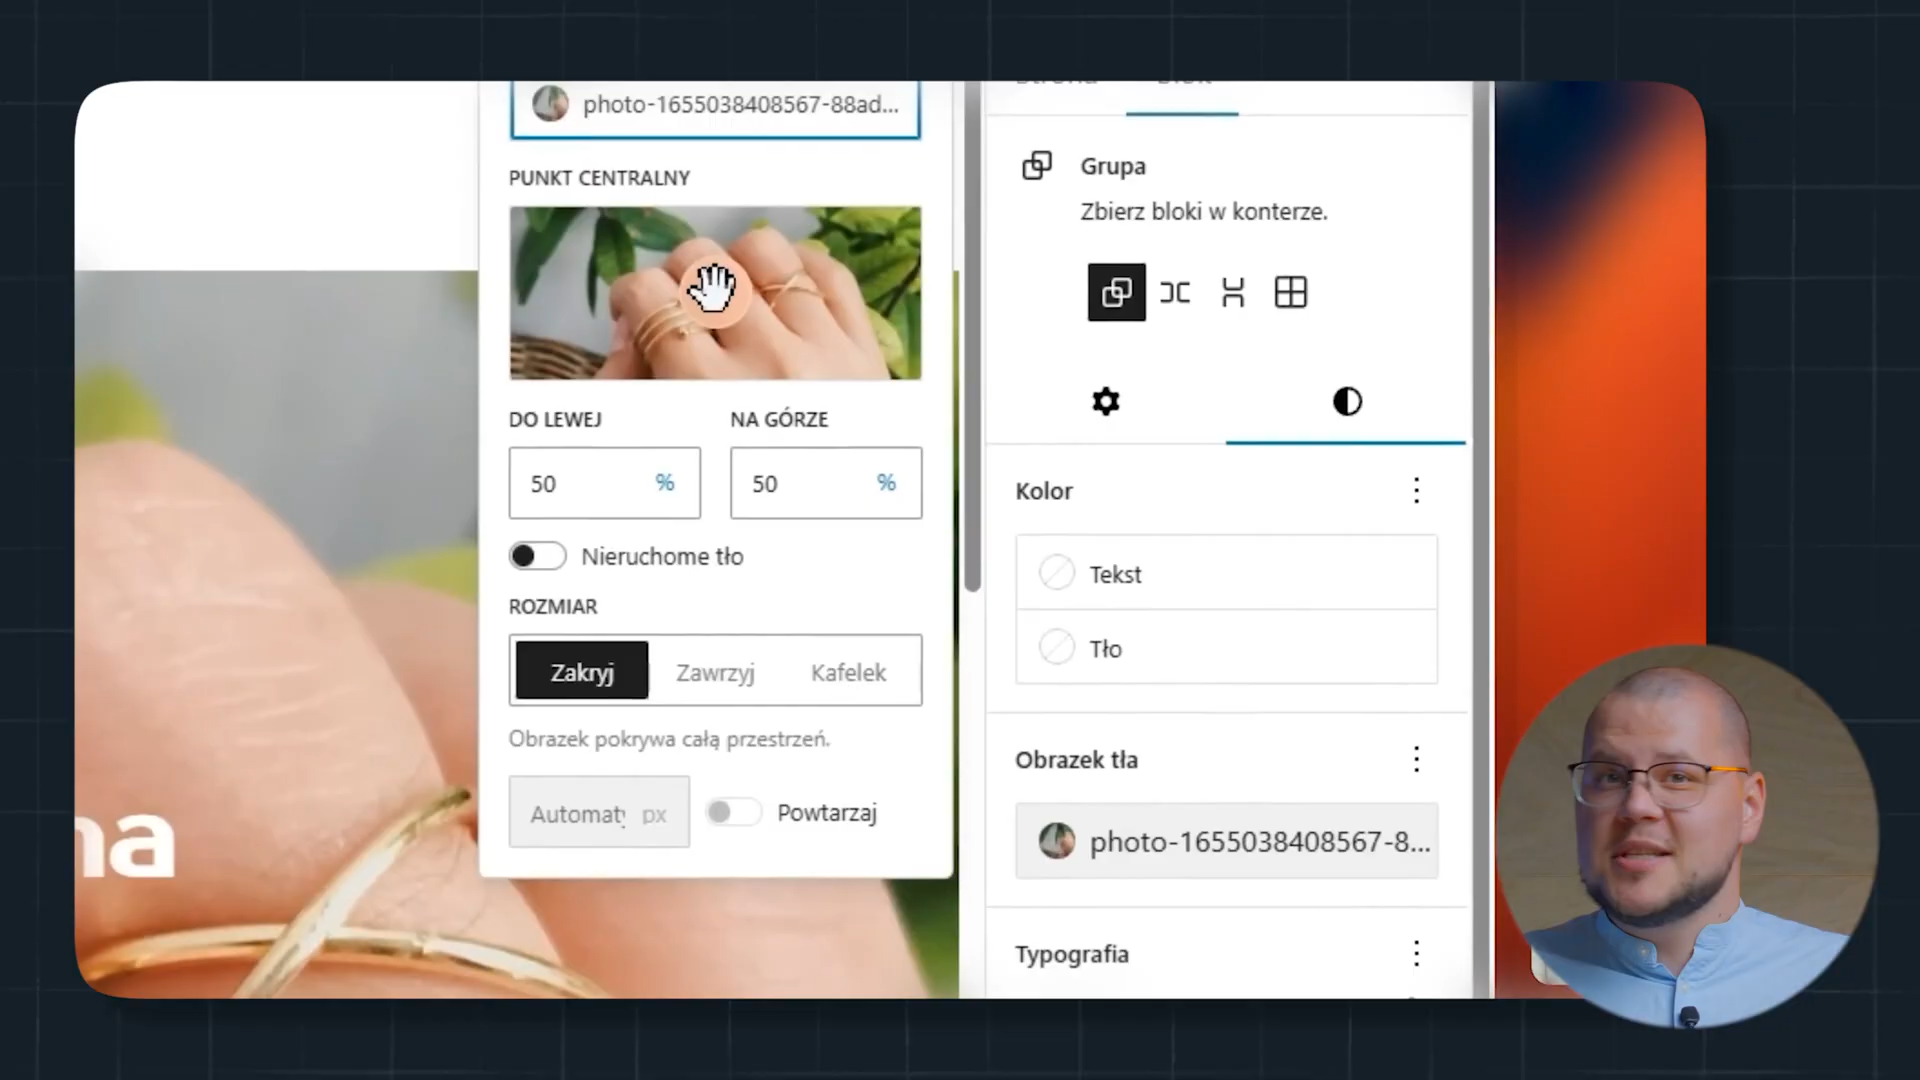 photo-1655038408567-88ad...
PUNKT CENTRALNY
DO LEWEJ
NA GÓRZE
50 %
50 %
Nieruchome tło
ROZMIAR
Zakryj
Zawrzyj
Kafelek
Obrazek pokrywa całą przestrzeń.
px
Powtarzaj
na
Grupa
Zbierz bloki w konterze.
Kolor
Tekst
Tło
Obrazek tła
photo-1655038408567-8...
Typografia